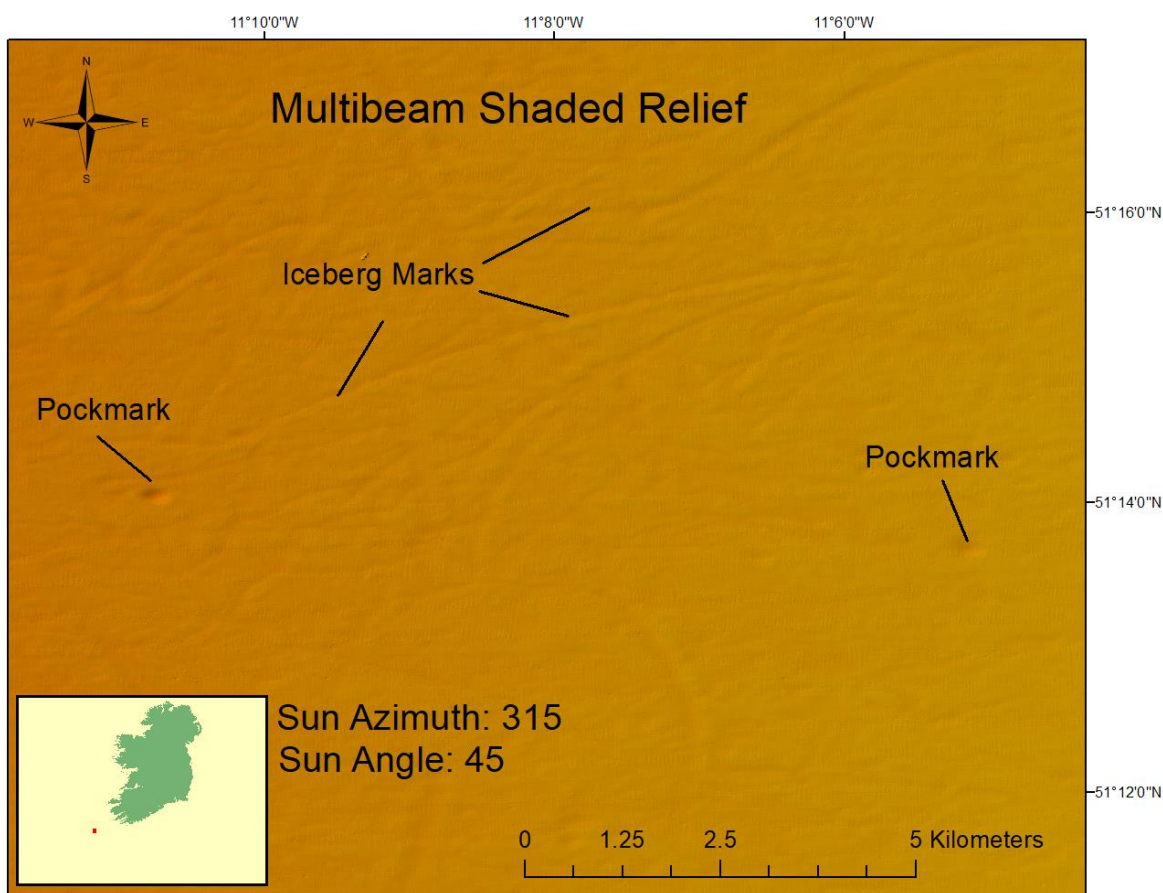 11°10'0"W
11°8'0"W
11°6'0"W
N
W
E
S
Multibeam Shaded Relief
51°16'0"N
Iceberg Marks
Pockmark
Pockmark
51°14'0"N
Sun Azimuth: 315
Sun Angle: 45
51°12'0"N
0 1.25 2.5 5 Kilometers